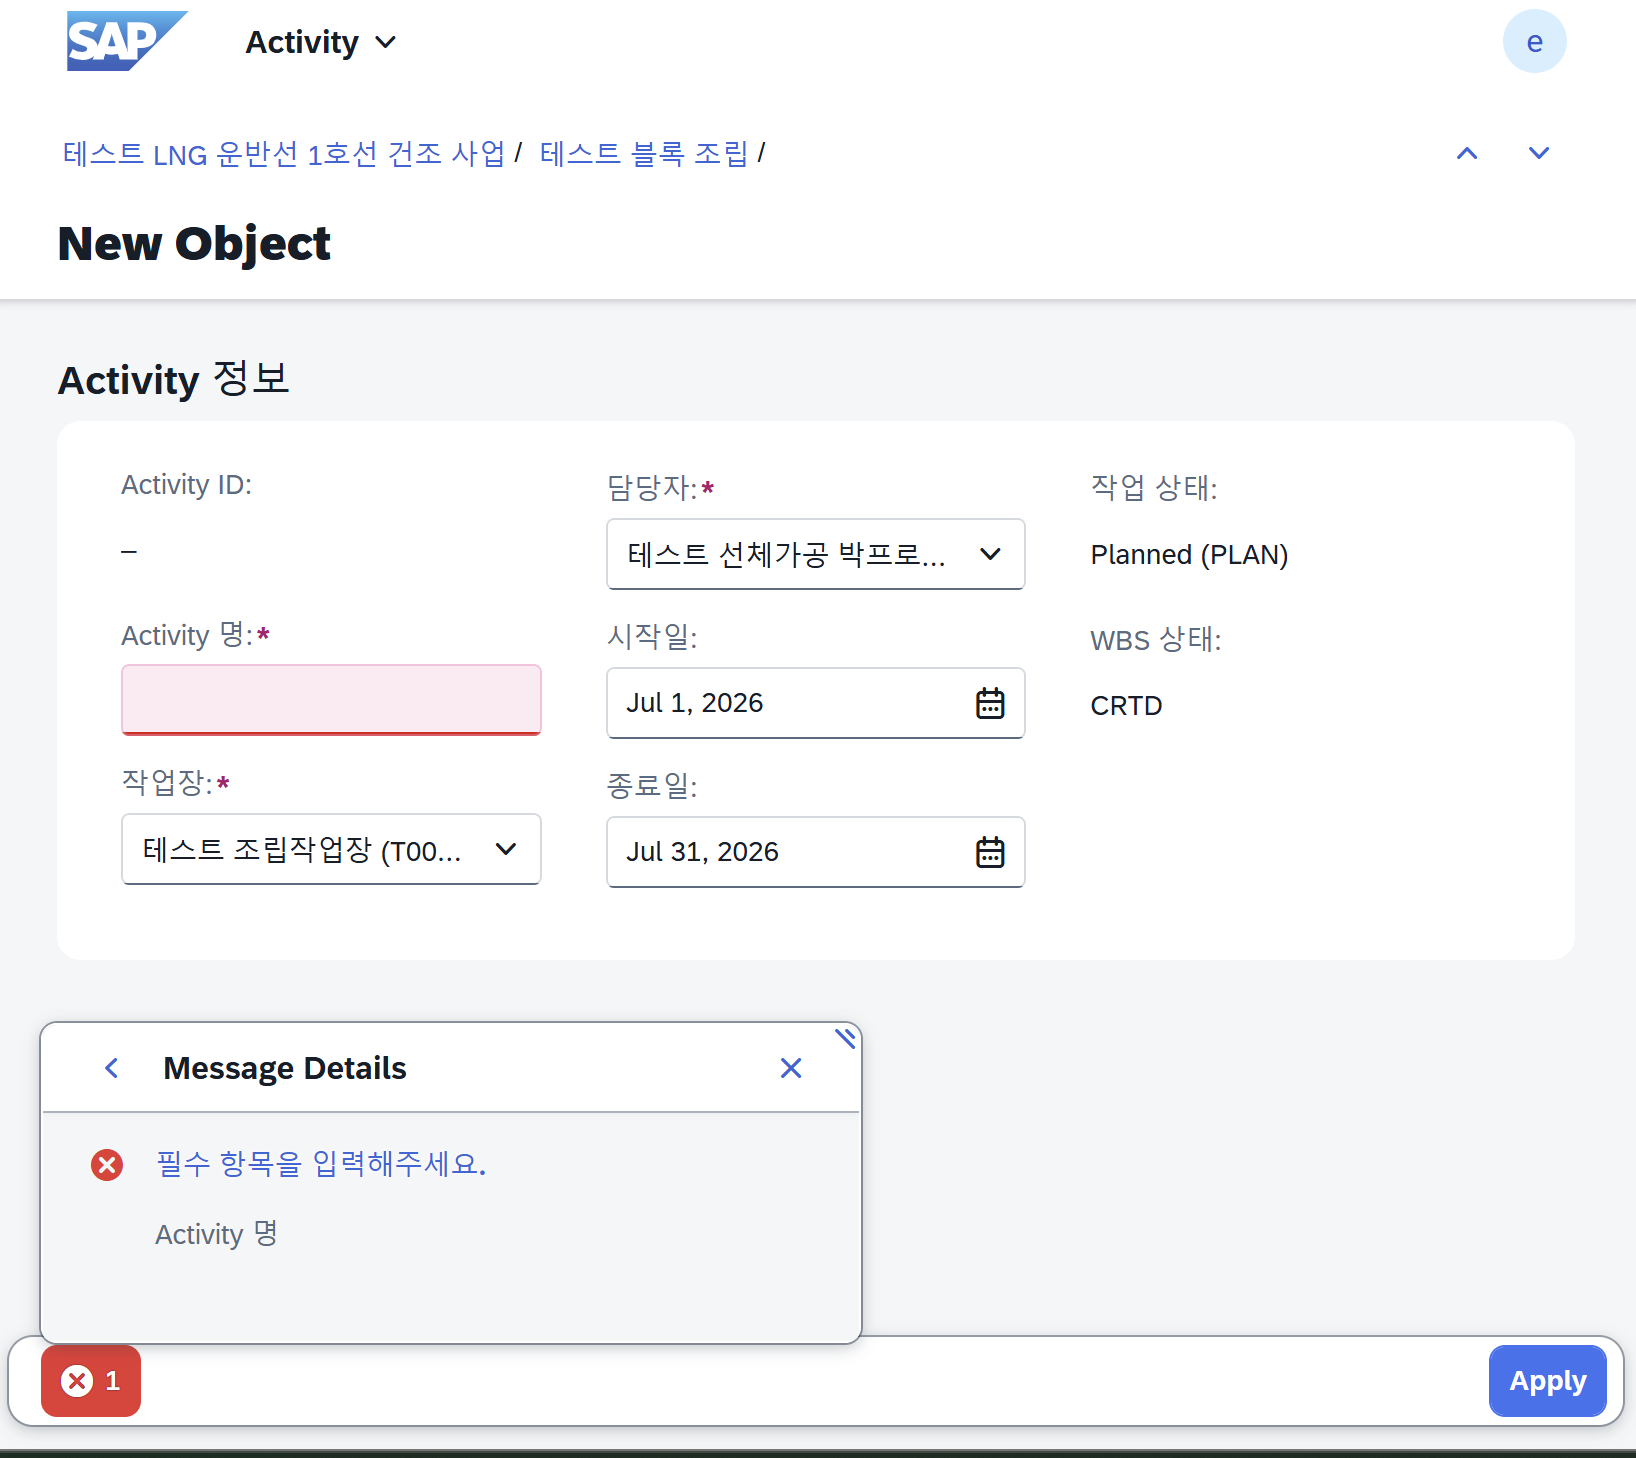 SAP
Activity
e
테스트 LNG 운반선 1호선 건조 사업 / 테스트 블록 조립 /
New Object
Activity 정보
Activity ID:
–
Activity 명:*
작업장:*
테스트 조립작업장 (T00...
담당자:*
테스트 선체가공 박프로...
시작일:
Jul 1, 2026
종료일:
Jul 31, 2026
작업 상태:
Planned (PLAN)
WBS 상태:
CRTD
Message Details
필수 항목을 입력해주세요.
Activity 명
1
Apply